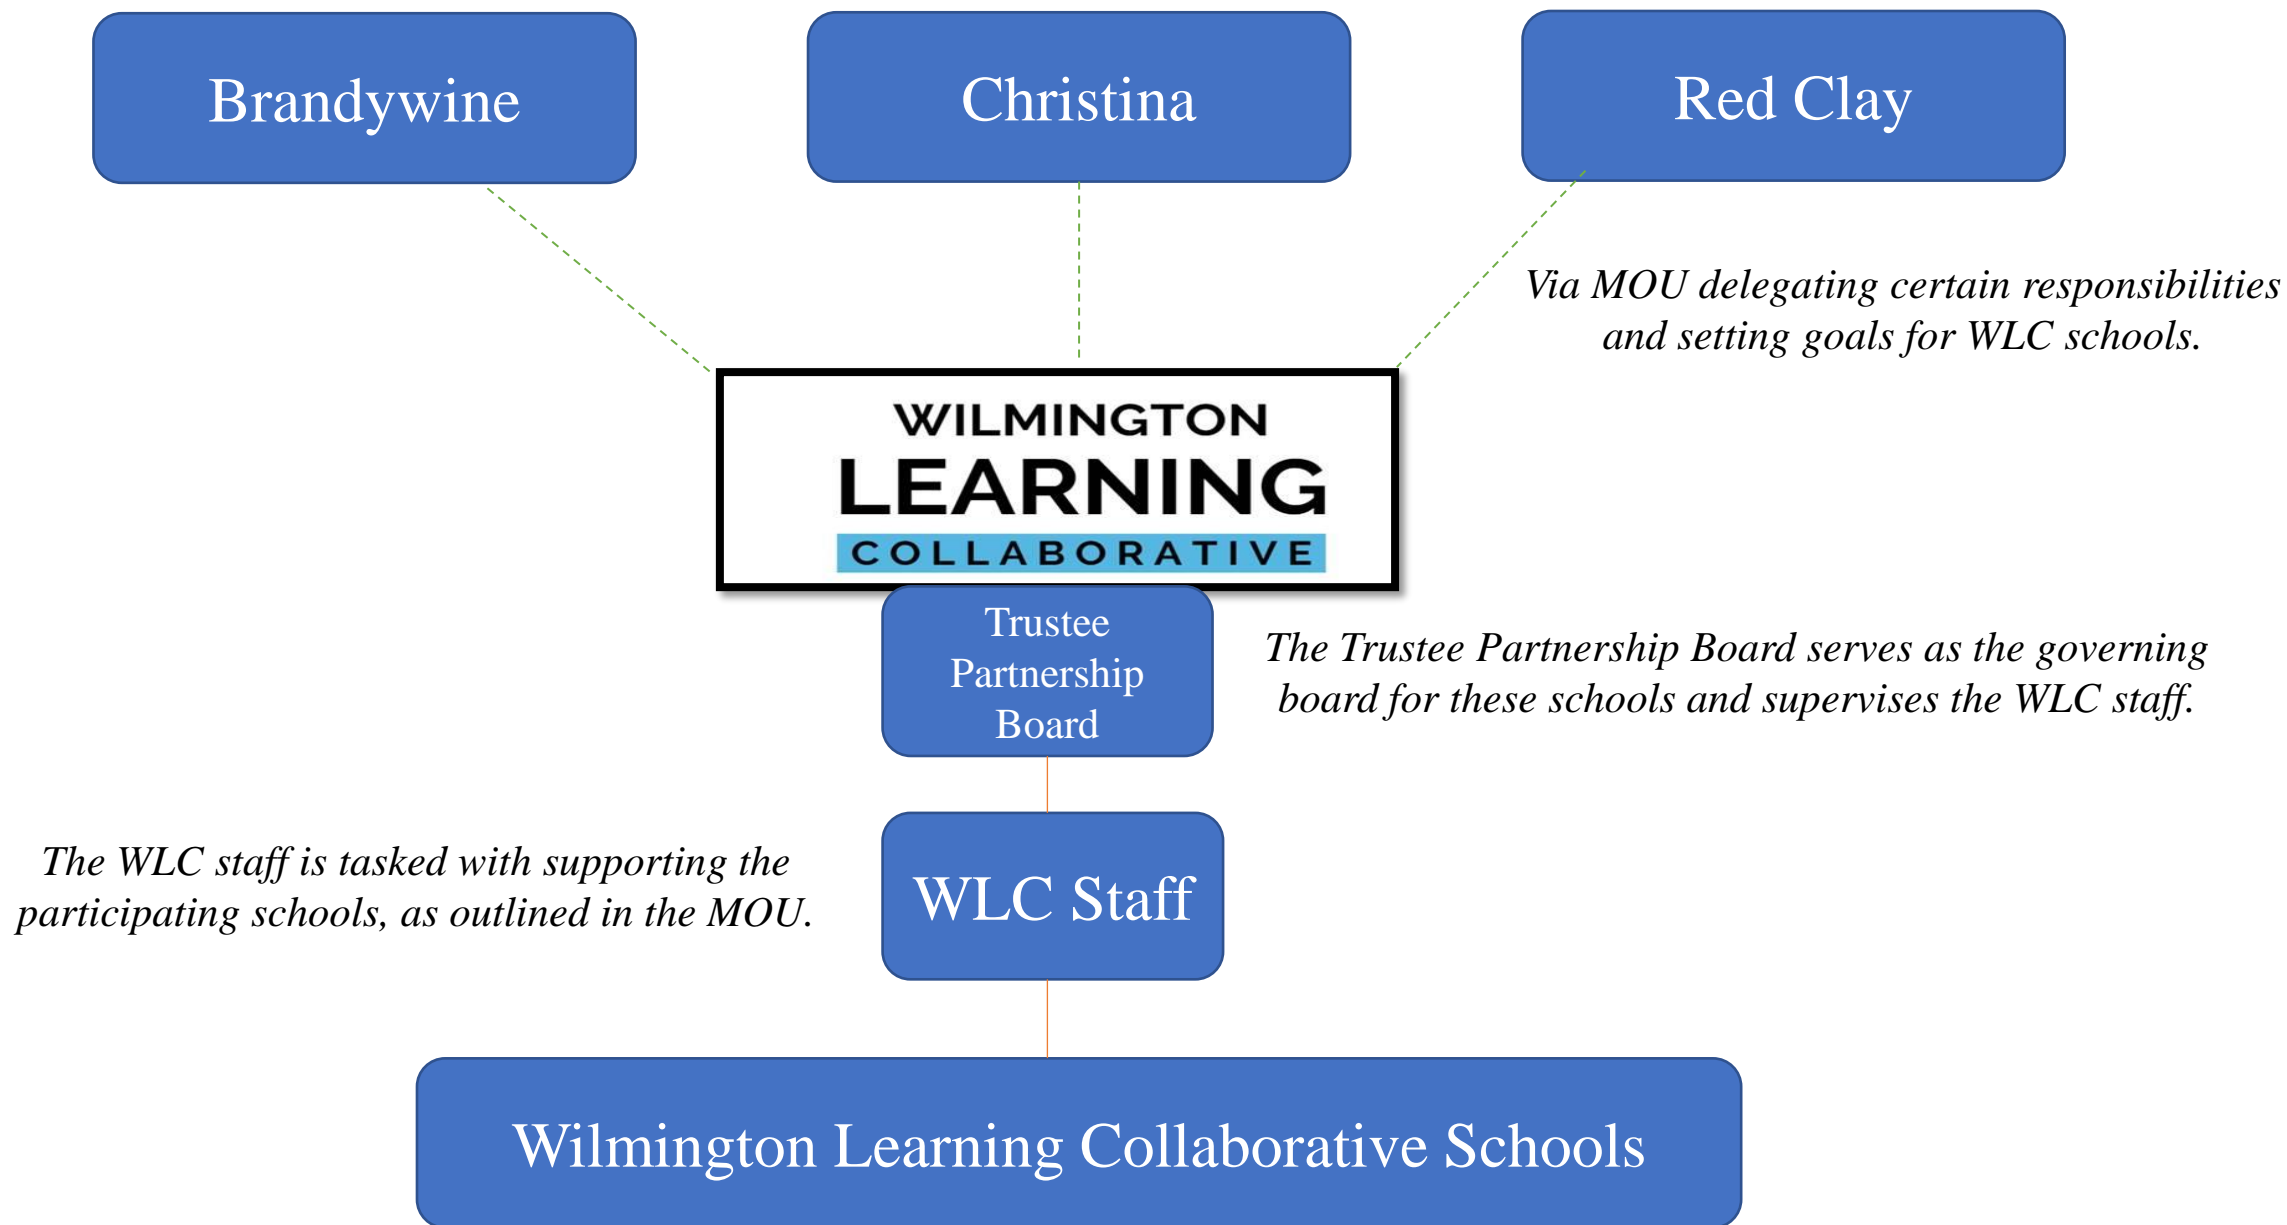 Brandywine
Christina
Red Clay
Via MOU delegating certain responsibilities
and setting goals for WLC schools.
WILMINGTON
LEARNING
COLLABORATIVE
Trustee
Partnership
Board
The Trustee Partnership Board serves as the governing
board for these schools and supervises the WLC staff.
The WLC staff is tasked with supporting the
participating schools, as outlined in the MOU.
WLC Staff
Wilmington Learning Collaborative Schools